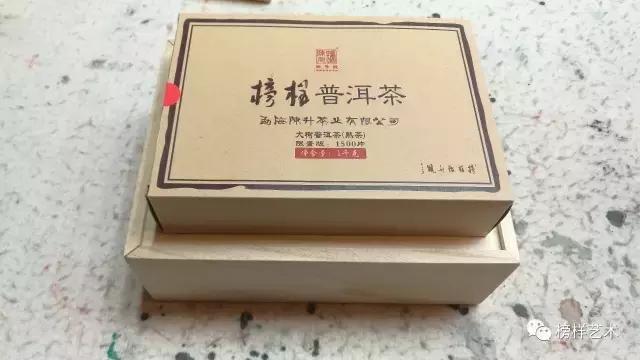 榜样普洱茶
勐海陳升茶业有限公司
大树普洱茶(熟茶)
限量版：1500片
净含量：1千克
榜样艺术